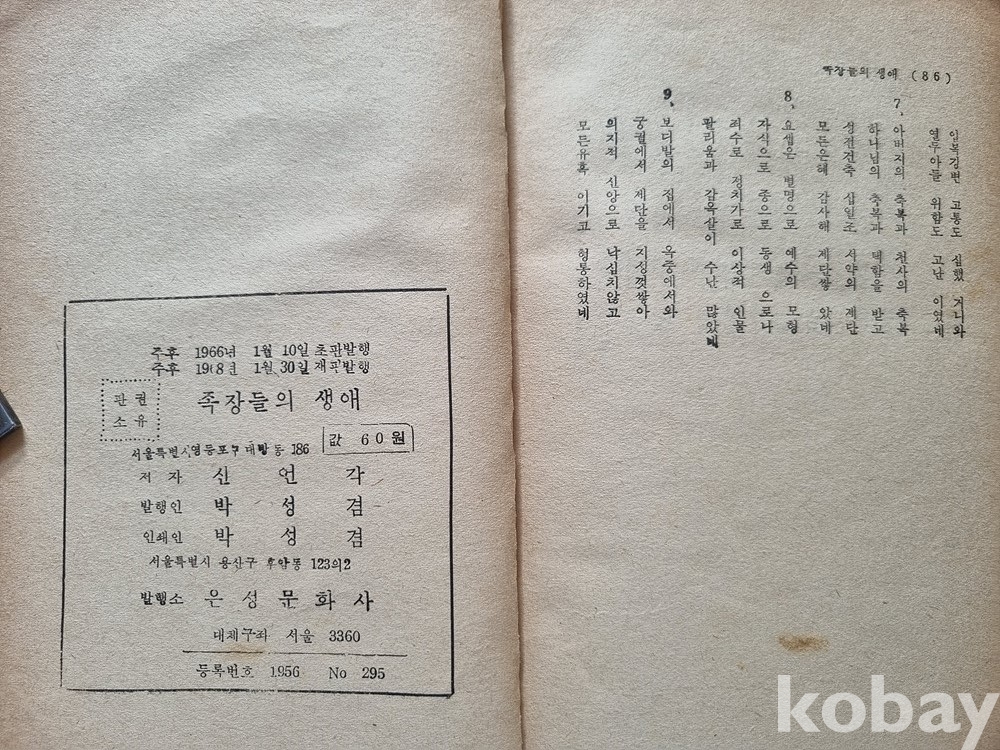 족장들의 생애 (86)
얍복강변 고통도 심했 거니와
열두아들 위함도 고난 이였네
7, 아버지의 축복과 천사의 축복
하나님의 축복과 택함을 받고
성전건축 십일조 서약의 제단
모든은혜 감사해 제단쌓 았네
8, 요셉은 별명으로 예수의 모형
자식으로 종으로 동생 으로나
죄수로 정치가로 이상적 인물
팔리움과 감옥살이 수난 많았네
9, 보디발의 집에서 옥중에서와
궁궐에서 제단을 지성껏쌓아
의지적 신앙으로 낙심치않고
모든유혹 이기고 형통하였네
주후 1966년 1월 10일 초판발행
주후 1968년 1월 30일 재판발행
판권
소유
족장들의 생애
값 60원
서울특별시영등포구 대방동 186
저자 신언각
발행인 박성겸
인쇄인 박성겸
서울특별시 용산구 후암동 123의2
발행소 은성문화사
대체구좌 서울 3360
등록번호 1956 No 295
kobay